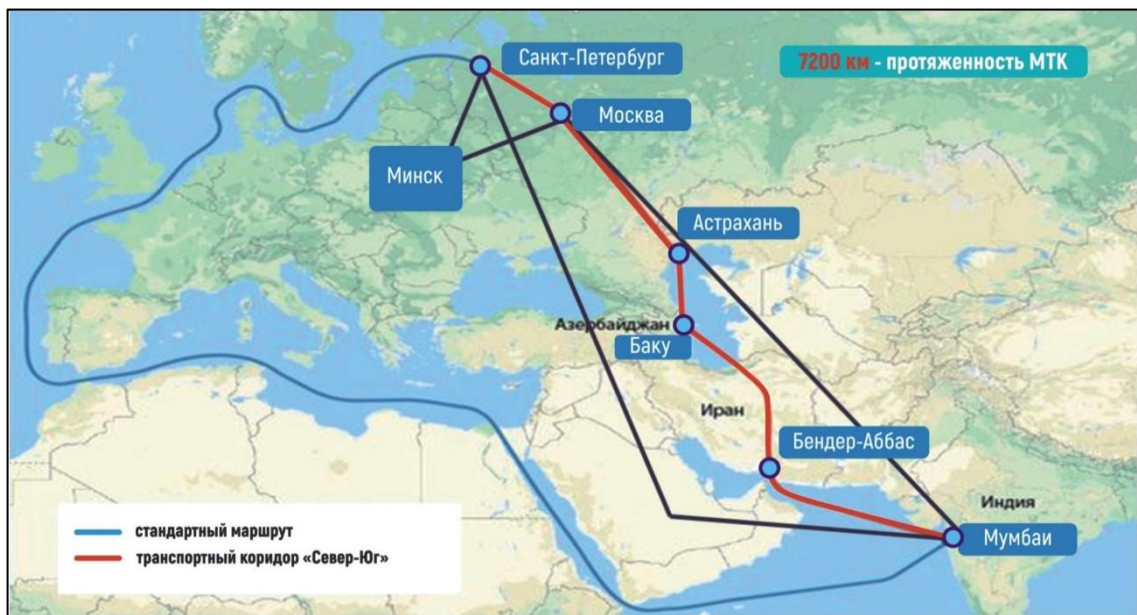 Санкт-Петербург
7200 км - протяженность МТК
Москва
Минск
Астрахань
Азербайджан
Баку
Иран
Бендер-Аббас
Индия
Мумбаи
стандартный маршрут
транспортный коридор «Север-Юг»